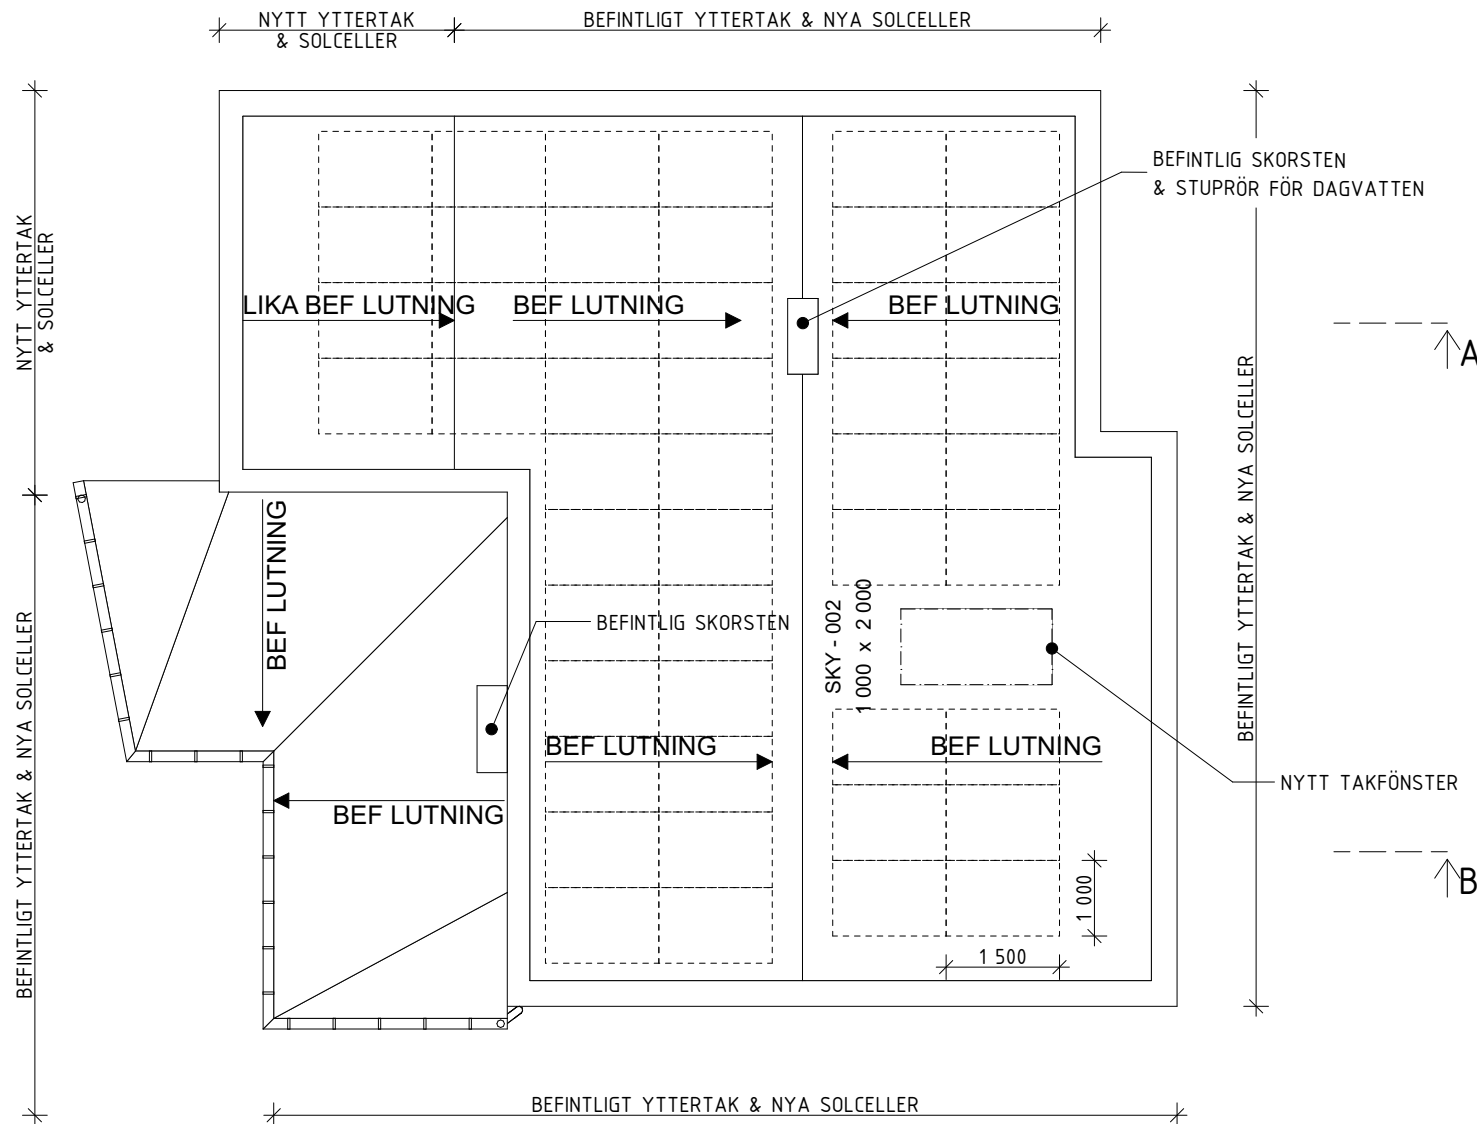 NYTT YTTERTAK
& SOLCELLER
BEFINTLIGT YTTERTAK & NYA SOLCELLER
BEFINTLIG SKORSTEN
& STUPRÖR FÖR DAGVATTEN
NYTT YTTERTAK
& SOLCELLER
LIKA BEF LUTNING
BEF LUTNING
BEF LUTNING
A
BEFINTLIGT YTTERTAK & NYA SOLCELLER
BEF LUTNING
BEFINTLIG SKORSTEN
SKY - 002
1 000 x 2 000
BEFINTLIGT YTTERTAK & NYA SOLCELLER
BEF LUTNING
BEF LUTNING
NYTT TAKFÖNSTER
BEF LUTNING
B
1 000
1 500
BEFINTLIGT YTTERTAK & NYA SOLCELLER